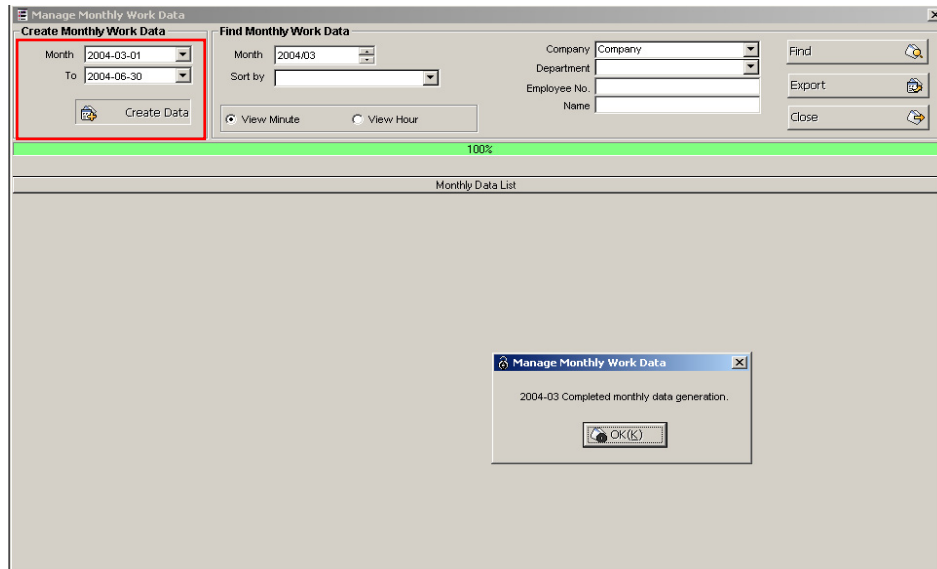 Manage Monthly Work Data
Create Monthly Work Data
Month 2004-03-01
To 2004-06-30
Create Data
Find Monthly Work Data
Month 2004/03
Sort by
View Minute View Hour
Company Company
Department
Employee No.
Name
Find
Export
Close
100%
Monthly Data List
Manage Monthly Work Data
2004-03 Completed monthly data generation.
OK(K)